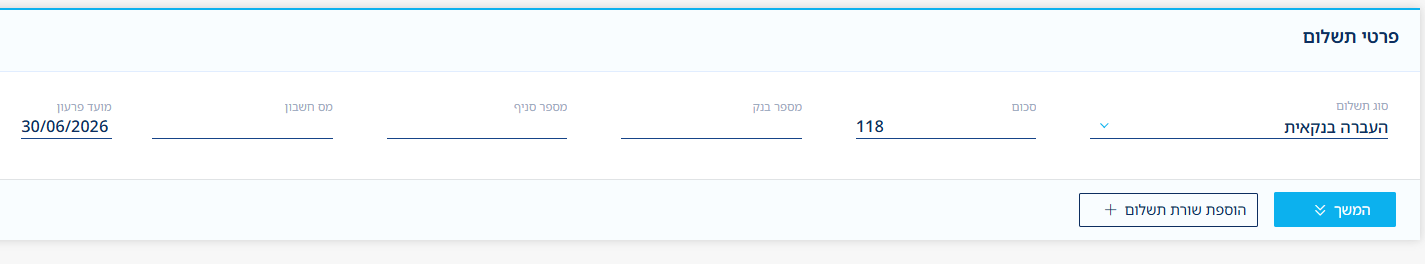 פרטי תשלום
סוג תשלום סכום מספר בנק מספר סניף מס חשבון מועד פרעון
העברה בנקאית 118 30/06/2026
המשך הוספת שורת תשלום +